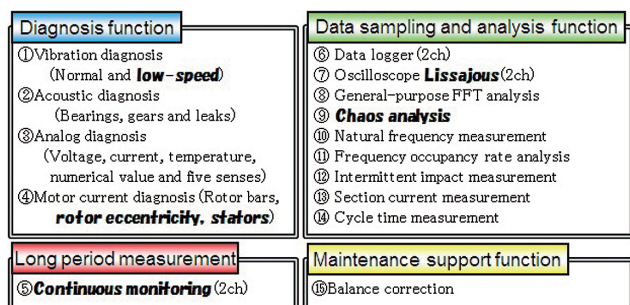 Diagnosis function
①Vibration diagnosis
(Normal and low-speed)
②Acoustic diagnosis
(Bearings, gears and leaks)
③Analog diagnosis
(Voltage, current, temperature,
numerical value and five senses)
④Motor current diagnosis (Rotor bars,
rotor eccentricity, stators)
Long period measurement
⑤Continuous monitoring (2ch)
Data sampling and analysis function
⑥ Data logger (2ch)
⑦ Oscilloscope Lissajous (2ch)
⑧ General-purpose FFT analysis
⑨ Chaos analysis
⑩ Natural frequency measurement
⑪ Frequency occupancy rate analysis
⑫ Intermittent impact measurement
⑬ Section current measurement
⑭ Cycle time measurement
Maintenance support function
⑮Balance correction